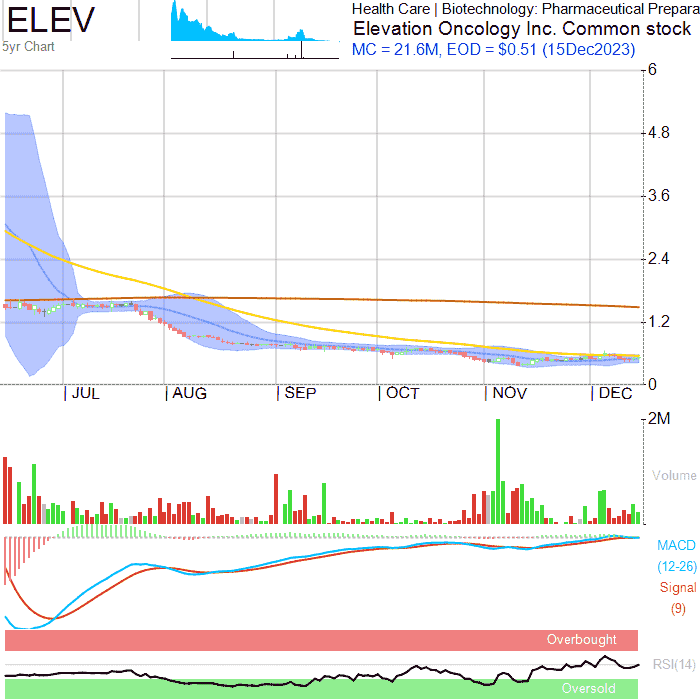 ELEV
5yr Chart
Health Care | Biotechnology: Pharmaceutical Prepara
Elevation Oncology Inc. Common stock
MC = 21.6M, EOD = $0.51 (15Dec2023)
6
4.8
3.6
2.4
1.2
0
JUL AUG SEP OCT NOV DEC
2M
Volume
MACD
(12-26)
Signal
(9)
Overbought
RSI(14)
Oversold